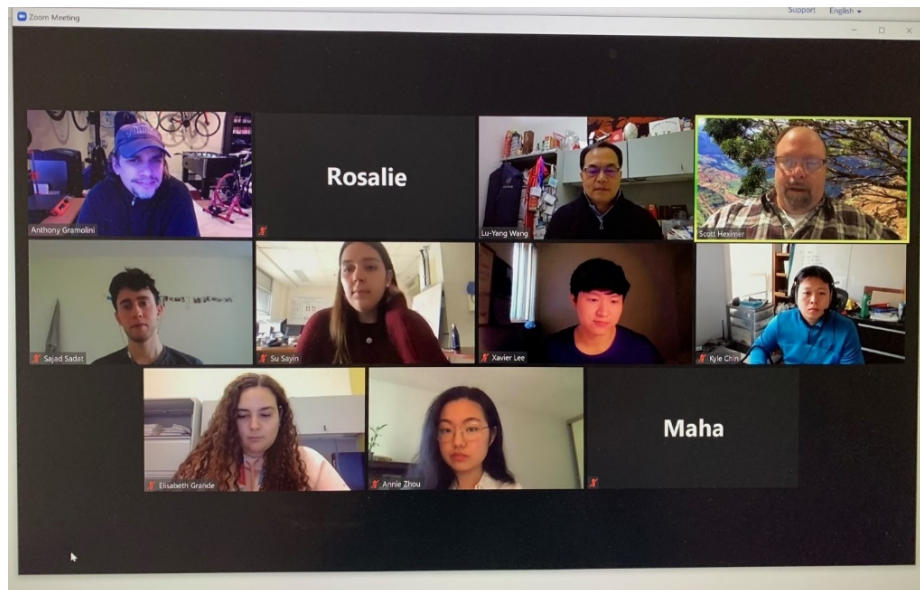 Support English
Zoom Meeting
Rosalie
Anthony Gramolini
Lu-Yang Wang
Scott Heximer
Sajad Sadat
Su Sayin
Xavier Lee
Kyle Chin
Maha
Elisabeth Grande
Annie Zhou